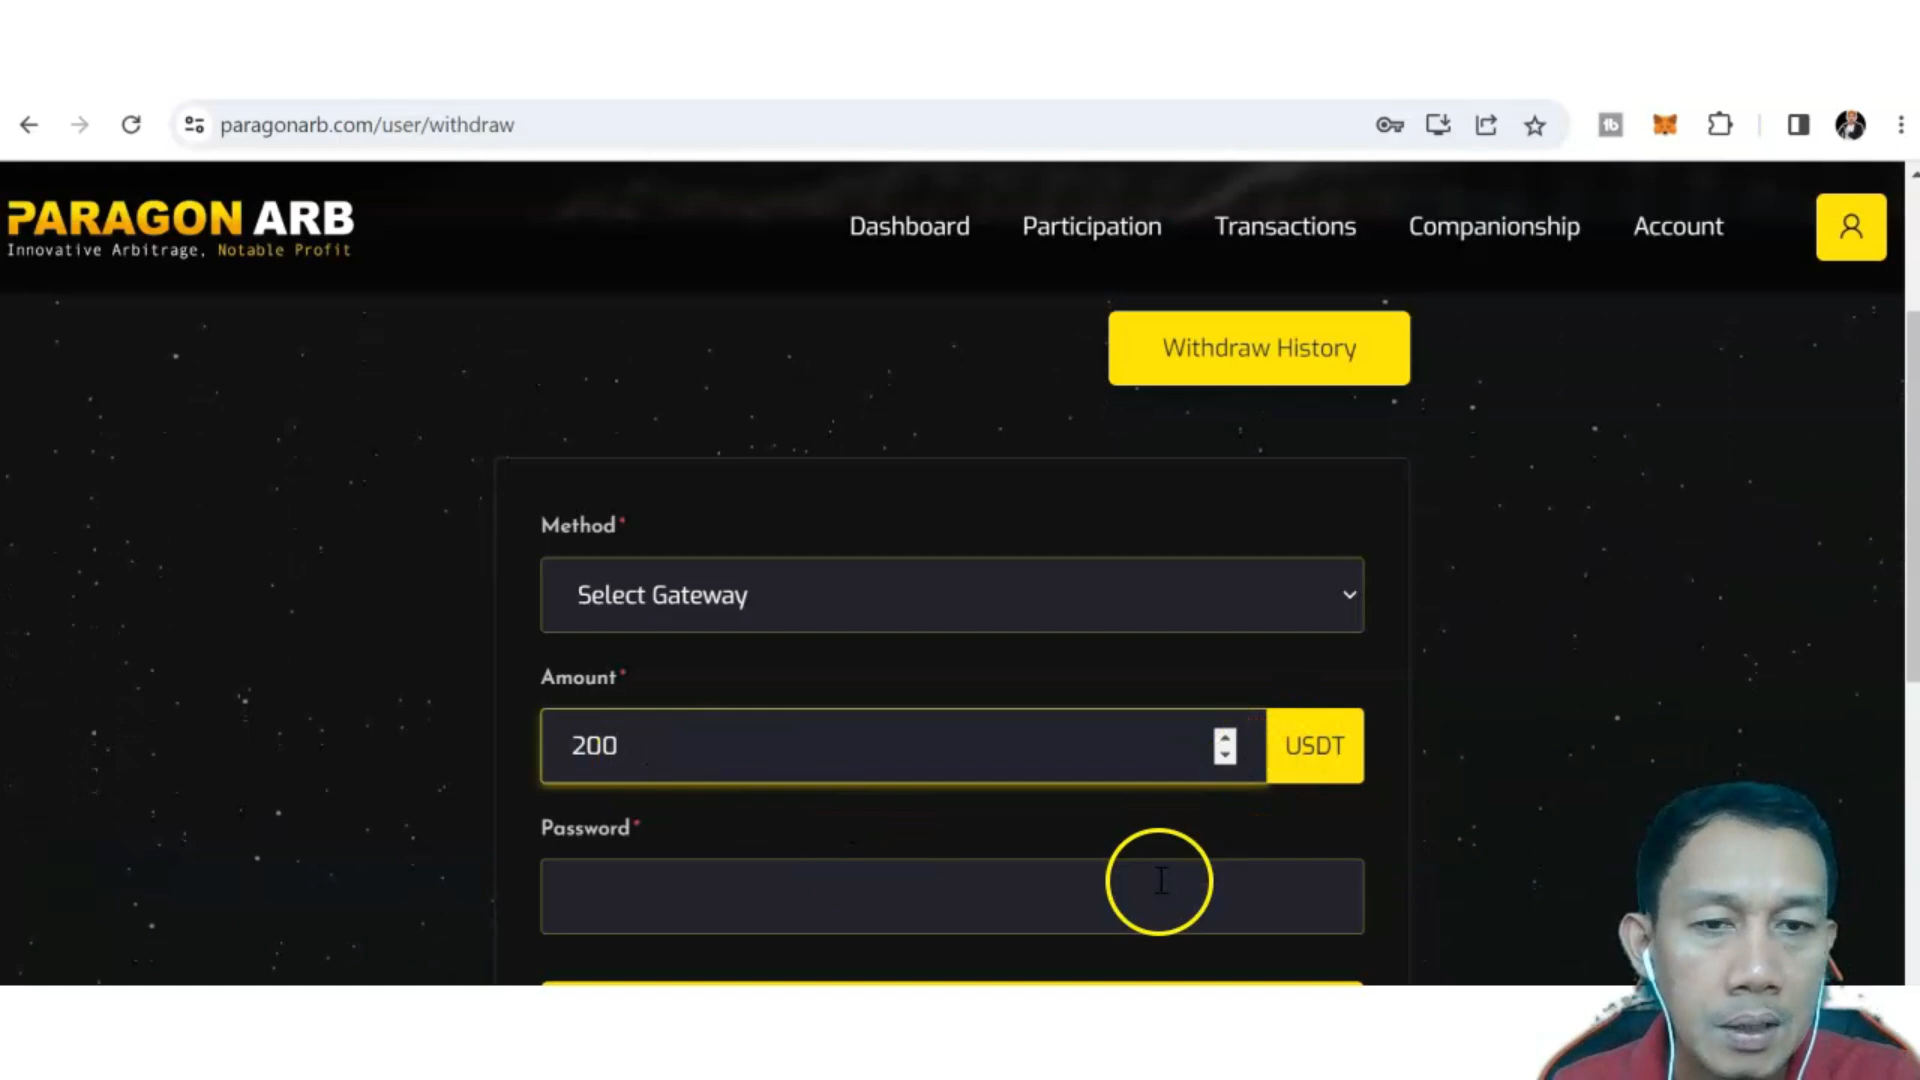 paragonarb.com/user/withdraw
PARAGON ARB
Innovative Arbitrage, Notable Profit
Dashboard
Participation
Transactions
Companionship
Account
Withdraw History
Method*
Select Gateway
Amount*
200
USDT
Password*